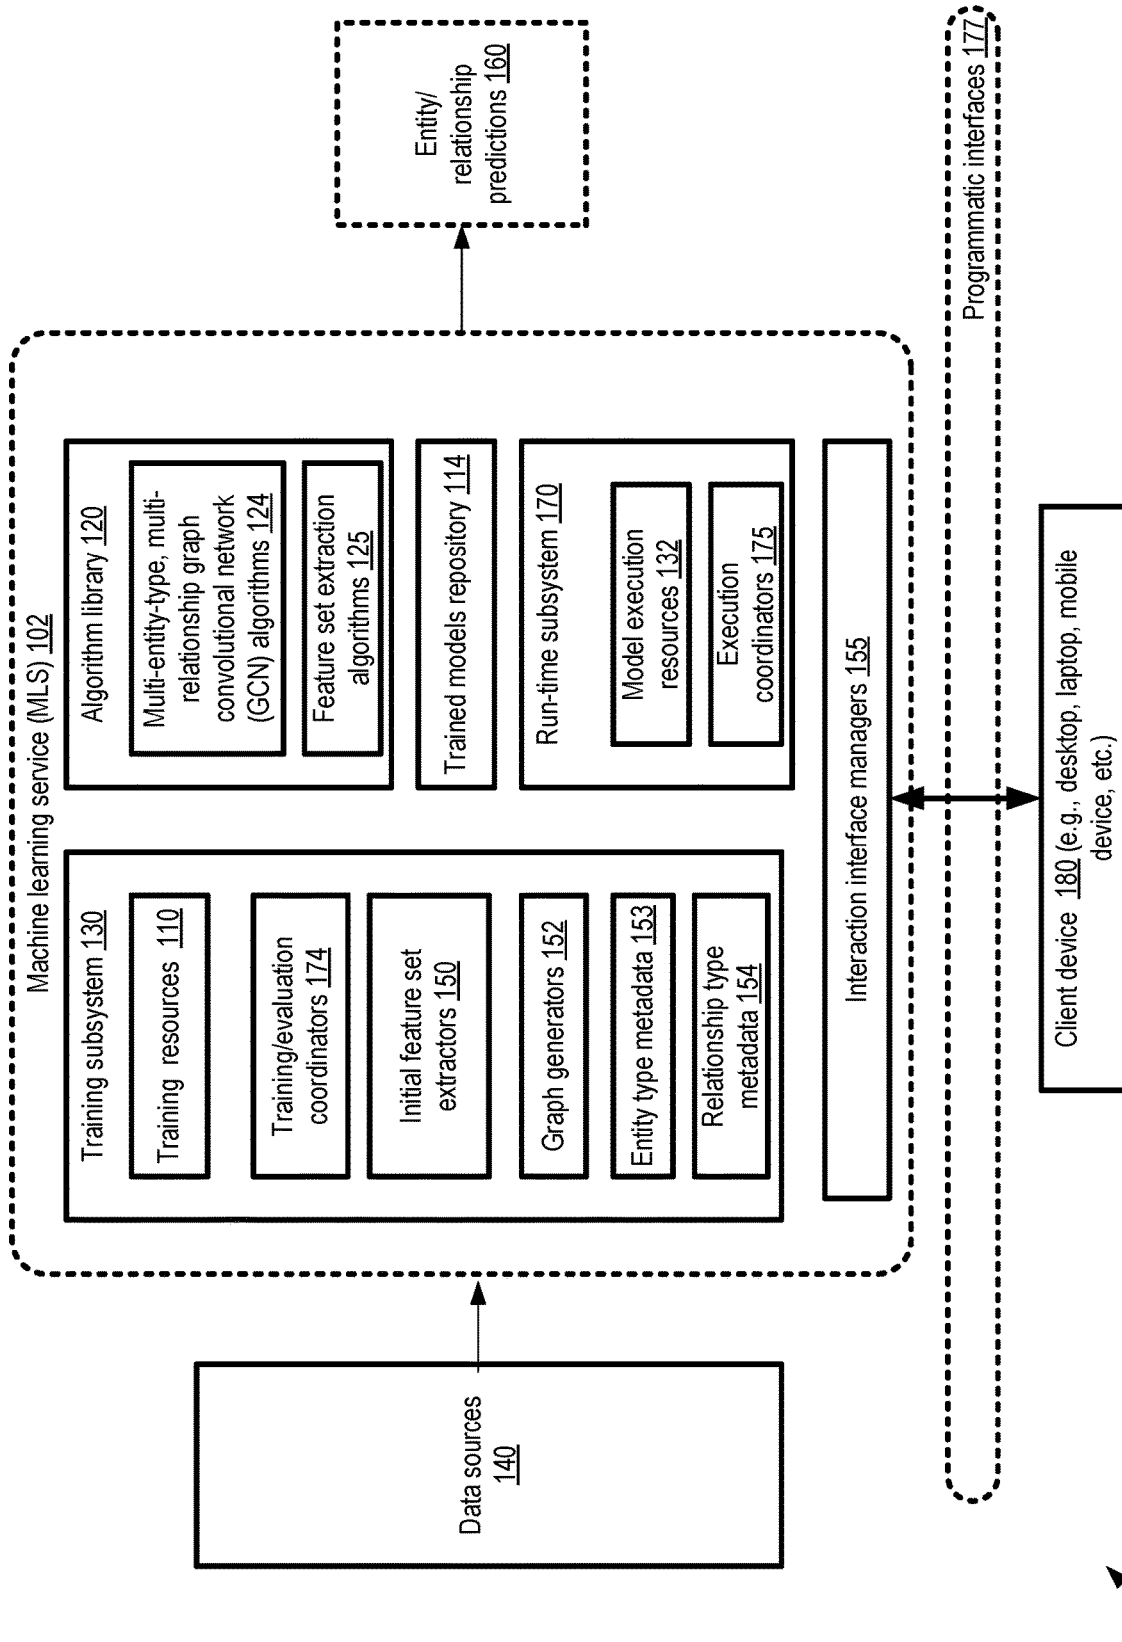 Machine learning service (MLS) 102
Training subsystem 130
Training resources 110
Training/evaluation
coordinators 174
Initial feature set
extractors 150
Graph generators 152
Entity type metadata 153
Relationship type
metadata 154
Algorithm library 120
Multi-entity-type, multi-
relationship graph
convolutional network
(GCN) algorithms 124
Feature set extraction
algorithms 125
Trained models repository 114
Run-time subsystem 170
Model execution
resources 132
Execution
coordinators 175
Interaction interface managers 155
Data sources
140
Entity/
relationship
predictions 160
Programmatic interfaces 177
Client device 180 (e.g., desktop, laptop, mobile
device, etc.)